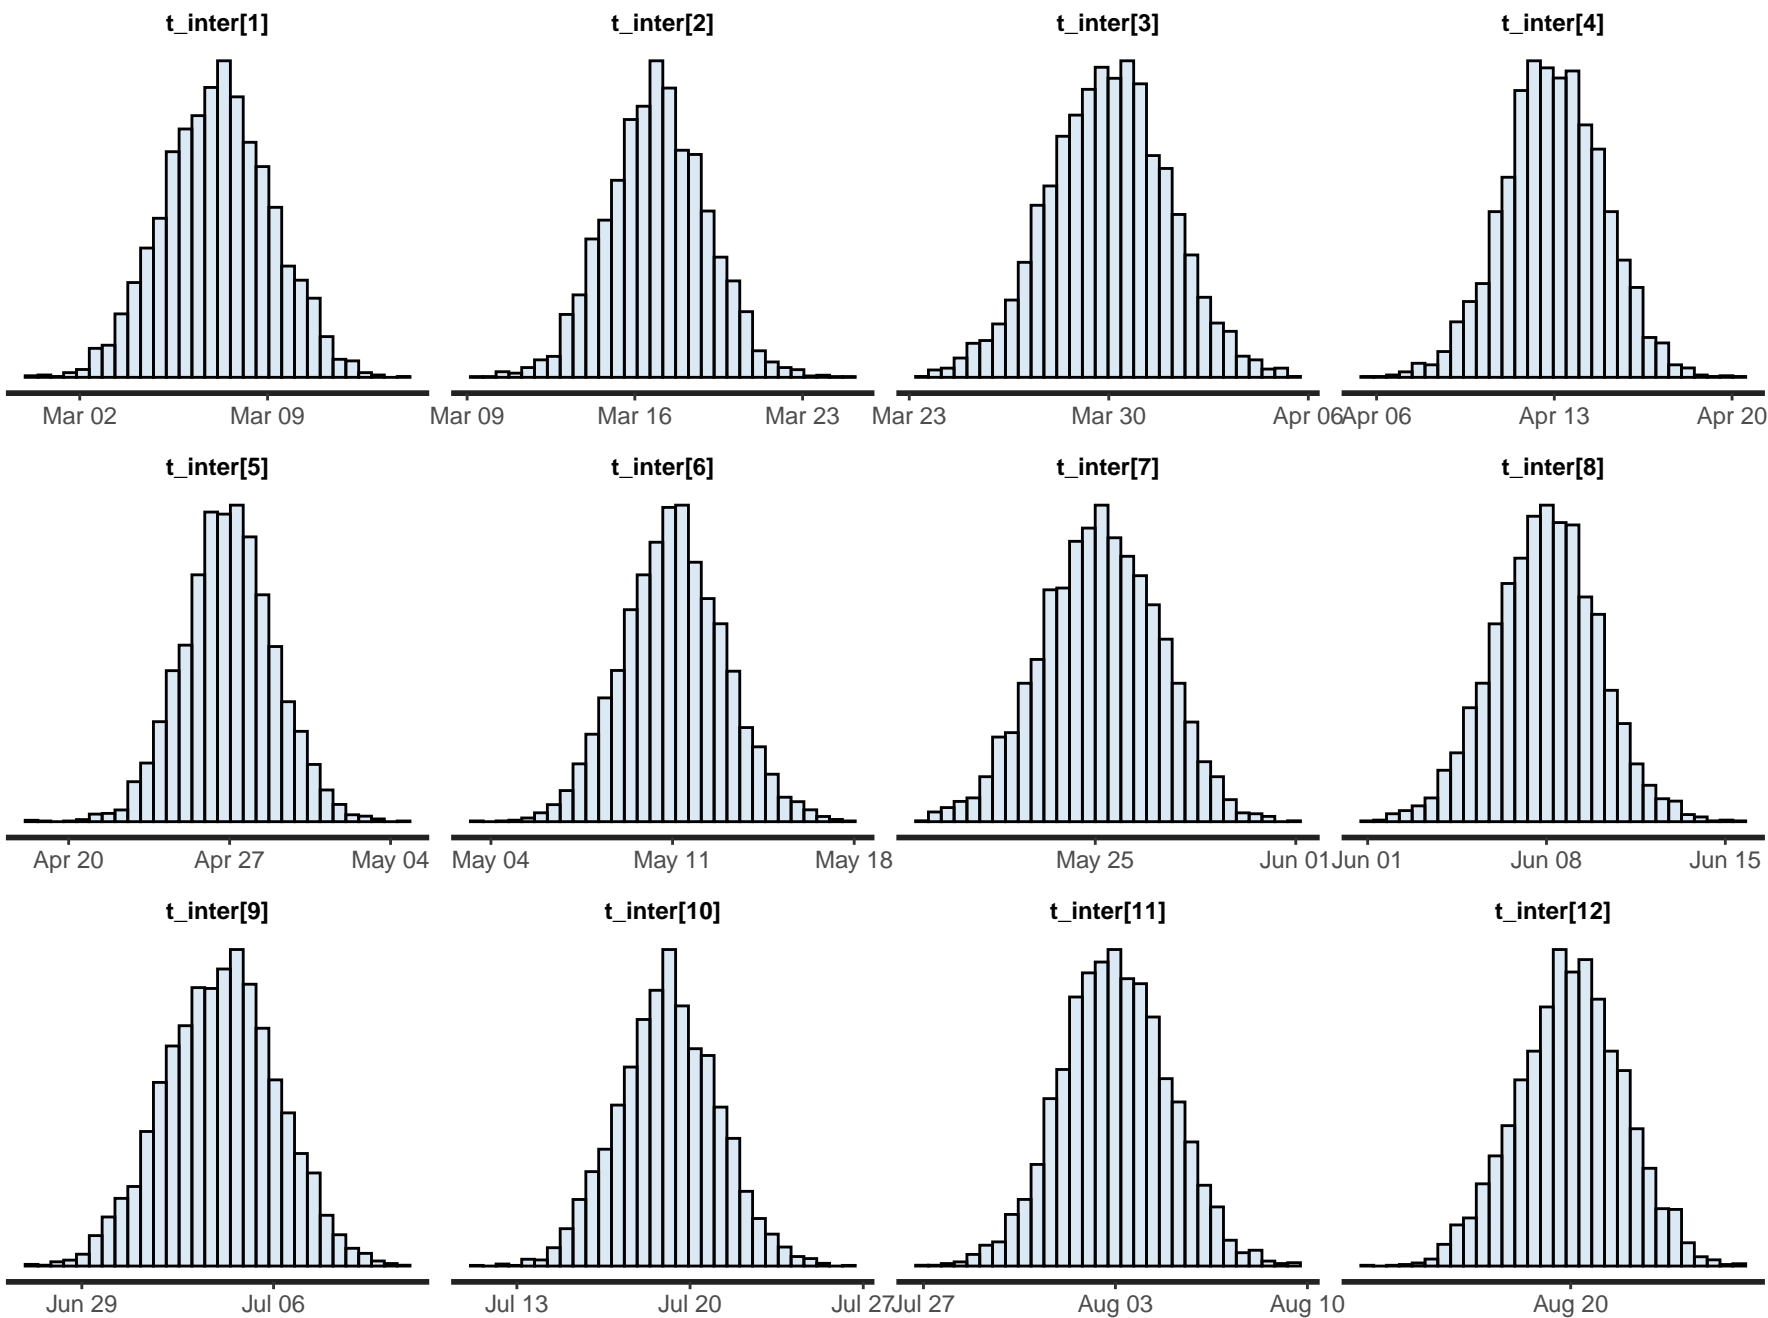 t_inter[1] t_inter[2] t_inter[3] t_inter[4]
Mar 02 Mar 09 Mar 09 Mar 16 Mar 23 Mar 23 Mar 30 Apr 06 Apr 06 Apr 13 Apr 20
t_inter[5] t_inter[6] t_inter[7] t_inter[8]
Apr 20 Apr 27 May 04 May 04 May 11 May 18 May 25 Jun 01 Jun 01 Jun 08 Jun 15
t_inter[9] t_inter[10] t_inter[11] t_inter[12]
Jun 29 Jul 06 Jul 13 Jul 20 Jul 27 Jul 27 Aug 03 Aug 10 Aug 20